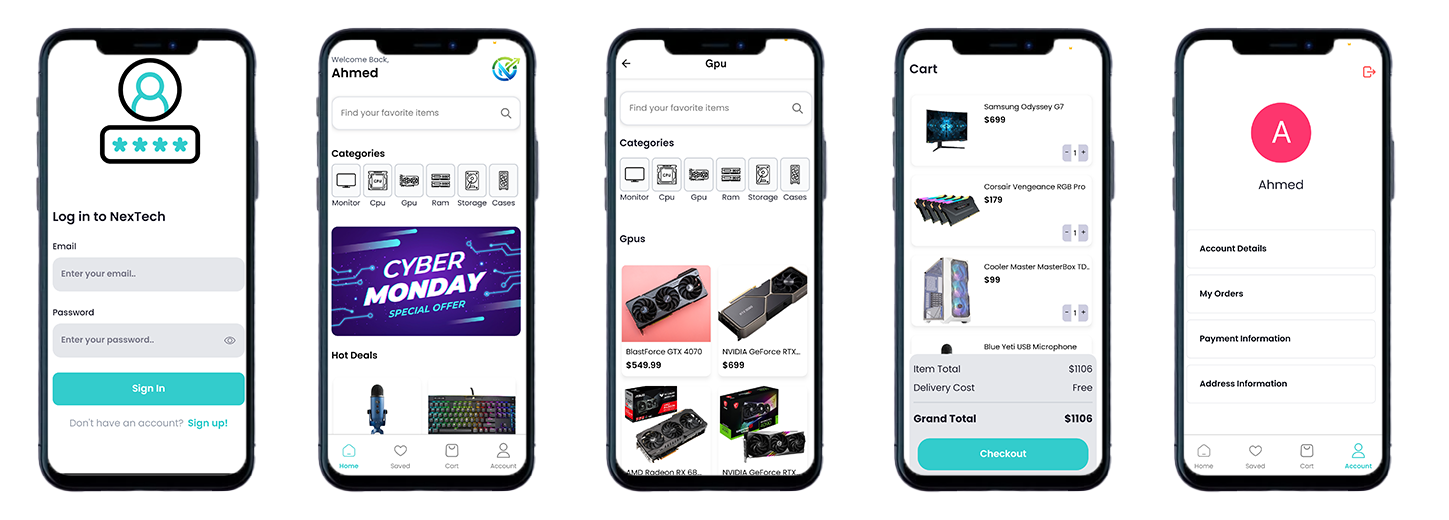 Log in to NexTech
Email
Enter your email..
Password
Enter your password..
Sign In
Don't have an account? Sign up!
Welcome Back,
Ahmed
Find your favorite items
Categories
Monitor Cpu Gpu Ram Storage Cases
CYBER
MONDAY
SPECIAL OFFER
Hot Deals
Home Saved Cart Account
Gpu
Find your favorite items
Categories
Monitor Cpu Gpu Ram Storage Cases
Gpus
BlastForce GTX 4070
$549.99
NVIDIA GeForce RTX...
$699
AMD Radeon RX 68...
NVIDIA GeForce RTX...
Cart
Samsung Odyssey G7
$699
- 1 +
Corsair Vengeance RGB Pro
$179
- 1 +
Cooler Master MasterBox TD..
$99
- 1 +
Blue Yeti USB Microphone
Item Total $1106
Delivery Cost Free
Grand Total $1106
Checkout
A
Ahmed
Account Details
My Orders
Payment Information
Address Information
Home Saved Cart Account